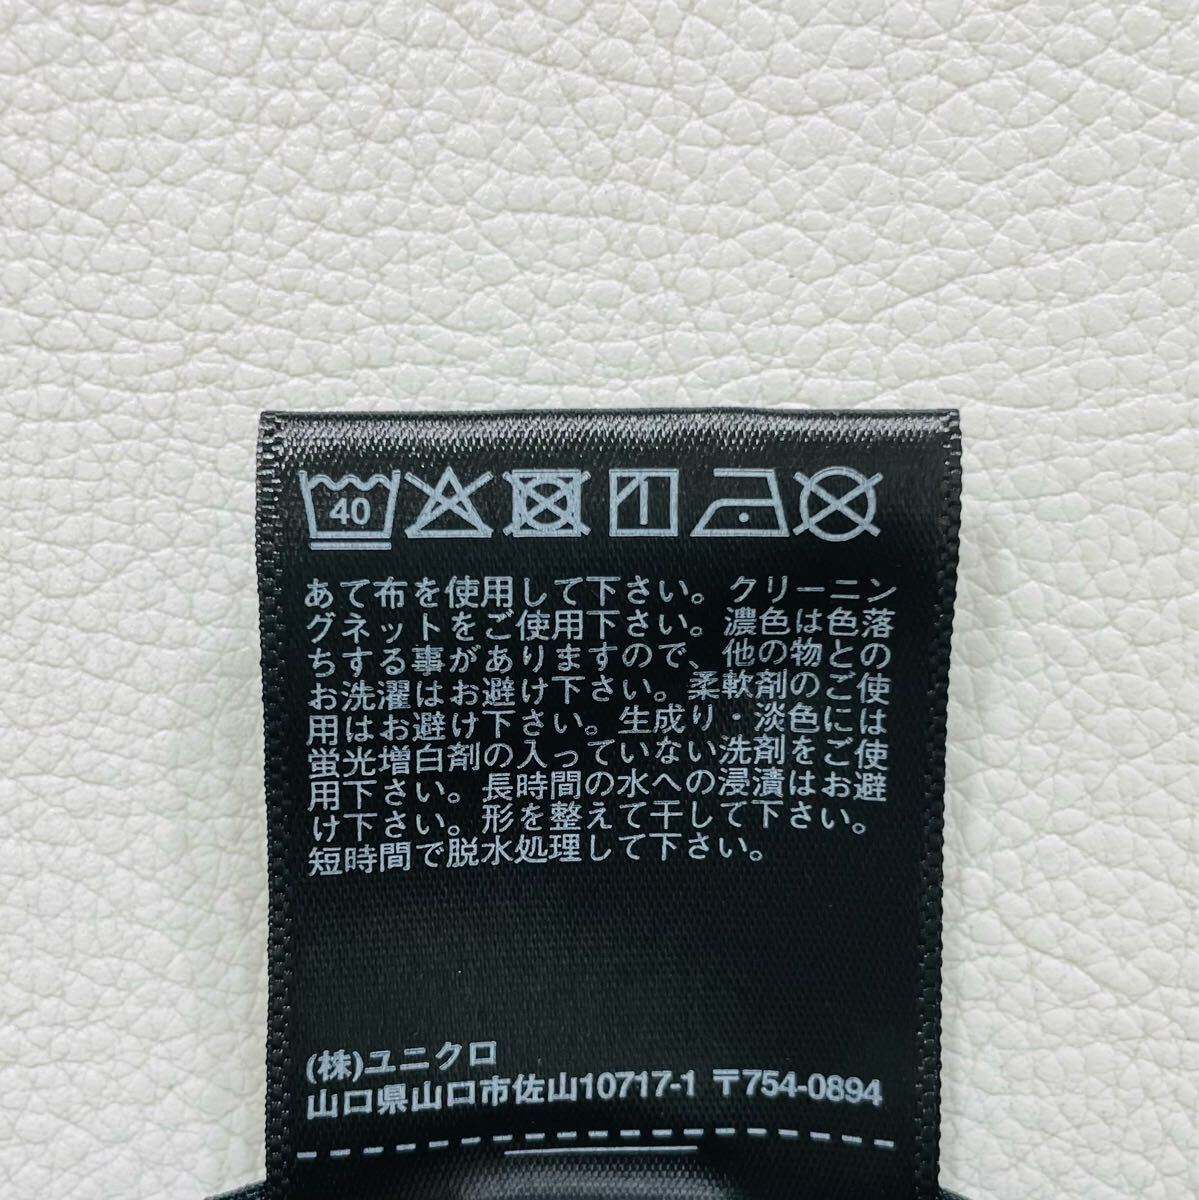 40
あて布を使用して下さい。クリーニン
グネットをご使用下さい。濃色は色落
ちする事がありますので、他の物との
お洗濯はお避け下さい。柔軟剤のご使
用はお避け下さい。生成り・淡色には
蛍光増白剤の入っていない洗剤をご使
用下さい。長時間の水への浸漬はお避
け下さい。形を整えて干して下さい。
短時間で脱水処理して下さい。
(株)ユニクロ
山口県山口市佐山10717-1 〒754-0894